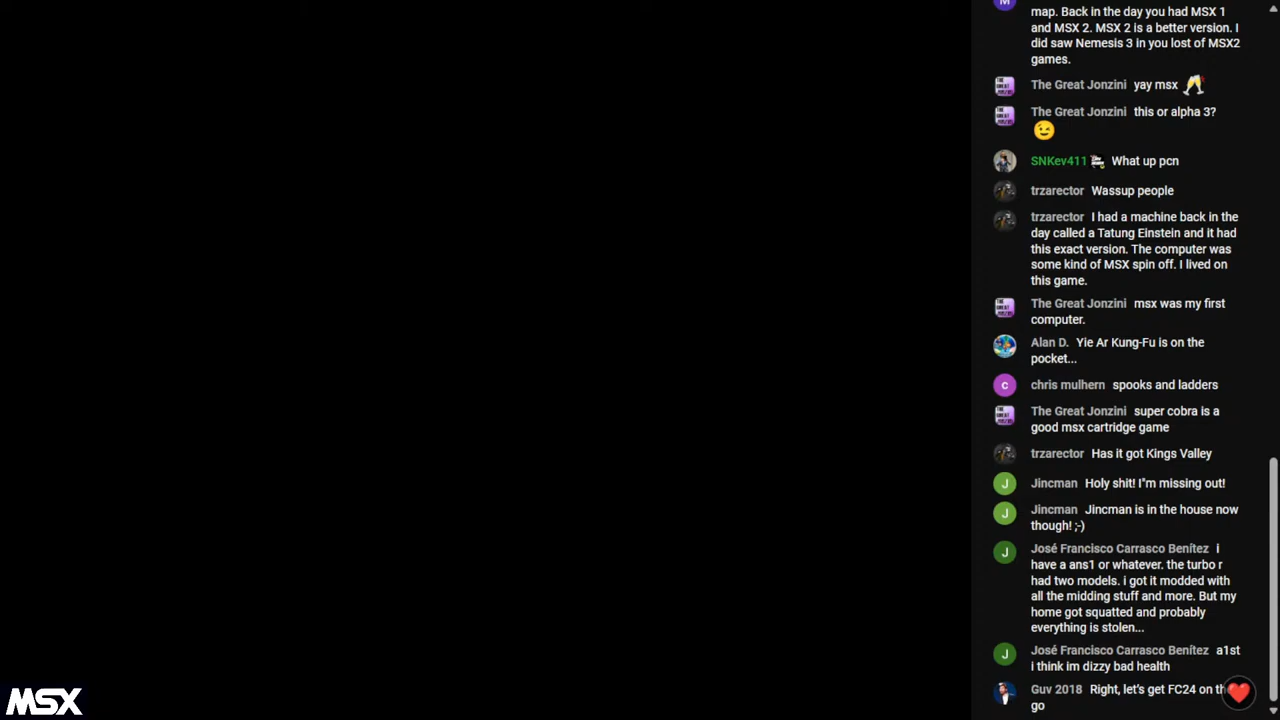 map. Back in the day you had MSX 1
and MSX 2. MSX 2 is a better version. I
did saw Nemesis 3 in you lost of MSX2
games.
The Great Jonzini yay msx
The Great Jonzini this or alpha 3?
SNKev411 What up pcn
trzarector Wassup people
trzarector I had a machine back in the
day called a Tatung Einstein and it had
this exact version. The computer was
some kind of MSX spin off. I lived on
this game.
The Great Jonzini msx was my first
computer.
Alan D. Yie Ar Kung-Fu is on the
pocket...
chris mulhern spooks and ladders
The Great Jonzini super cobra is a
good msx cartridge game
trzarector Has it got Kings Valley
Jincman Holy shit! I"m missing out!
Jincman Jincman is in the house now
though! ;-)
José Francisco Carrasco Benítez i
have a ans1 or whatever. the turbo r
had two models. i got it modded with
all the midding stuff and more. But my
home got squatted and probably
everything is stolen...
José Francisco Carrasco Benítez a1st
i think im dizzy bad health
Guv 2018 Right, let's get FC24 on
go
MSX